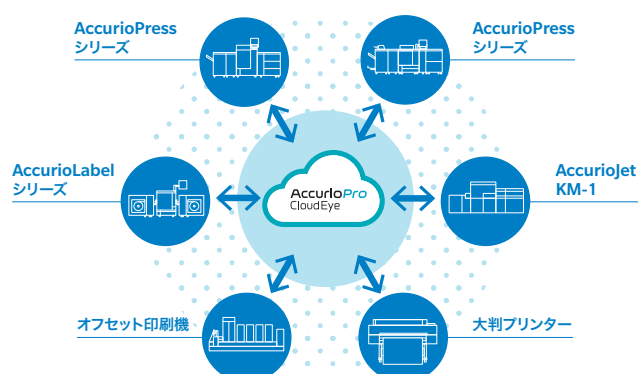 AccurioPress
シリーズ
AccurioPress
シリーズ
AccurioLabel
シリーズ
AccurioPro
CloudEye
AccurioJet
KM-1
オフセット印刷機
大判プリンター